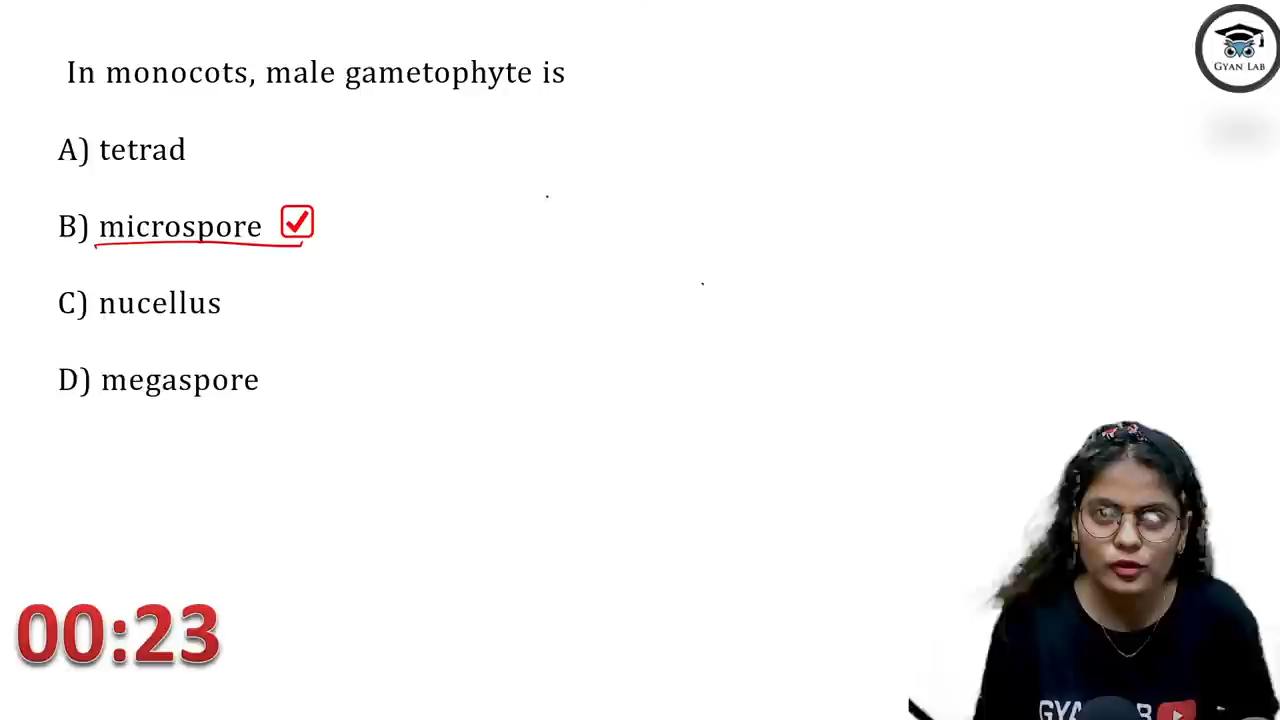 GYAN LAB
In monocots, male gametophyte is
A) tetrad
B) microspore
C) nucellus
D) megaspore
00:23